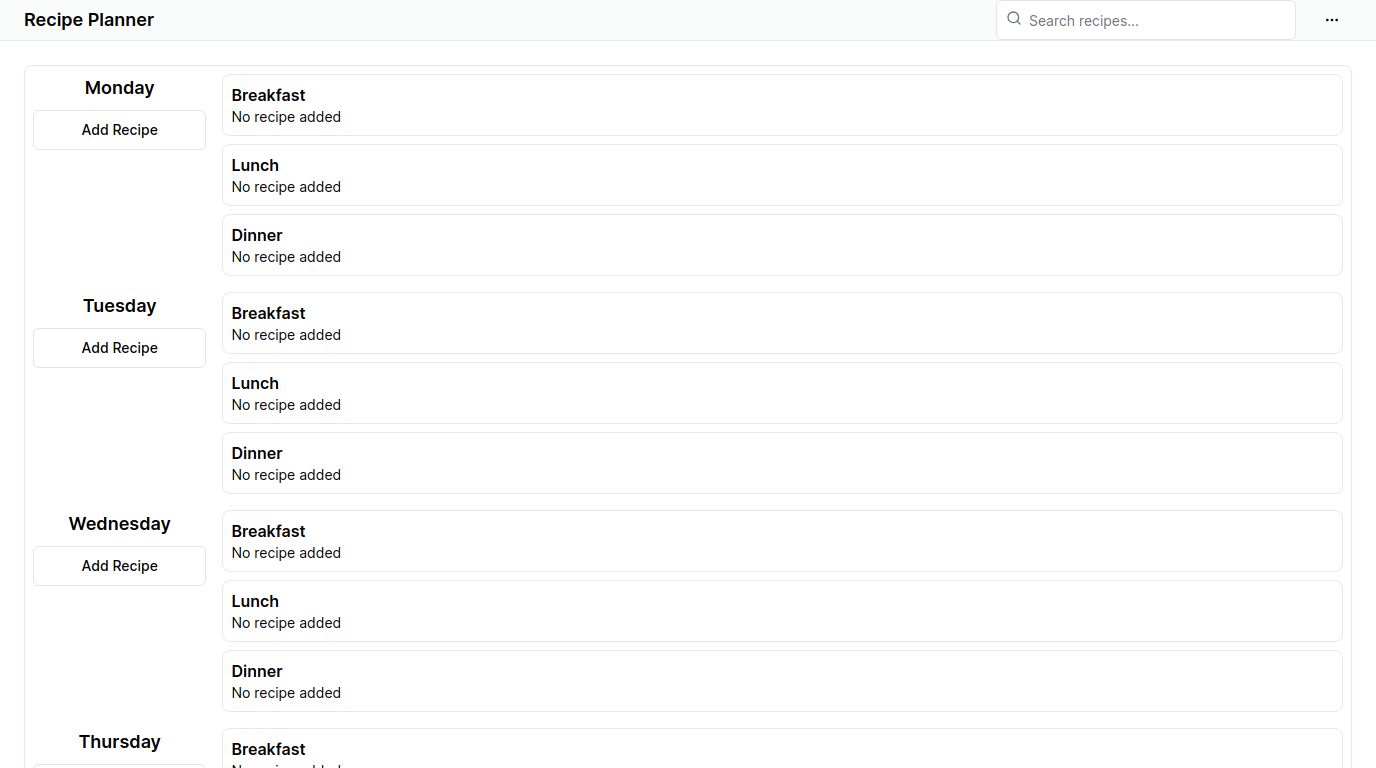 Recipe Planner
Search recipes...
Monday
Add Recipe
Breakfast
No recipe added
Lunch
No recipe added
Dinner
No recipe added
Tuesday
Add Recipe
Breakfast
No recipe added
Lunch
No recipe added
Dinner
No recipe added
Wednesday
Add Recipe
Breakfast
No recipe added
Lunch
No recipe added
Dinner
No recipe added
Thursday
Breakfast